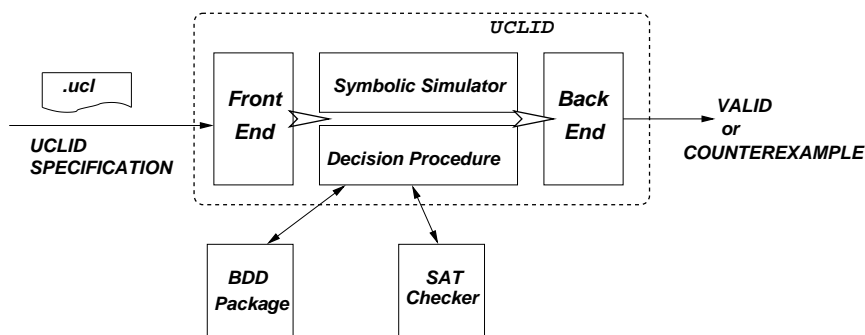 UCLID
.ucl
Front
End
Symbolic Simulator
Back
End
UCLID
SPECIFICATION
Decision Procedure
VALID
or
COUNTEREXAMPLE
BDD
Package
SAT
Checker